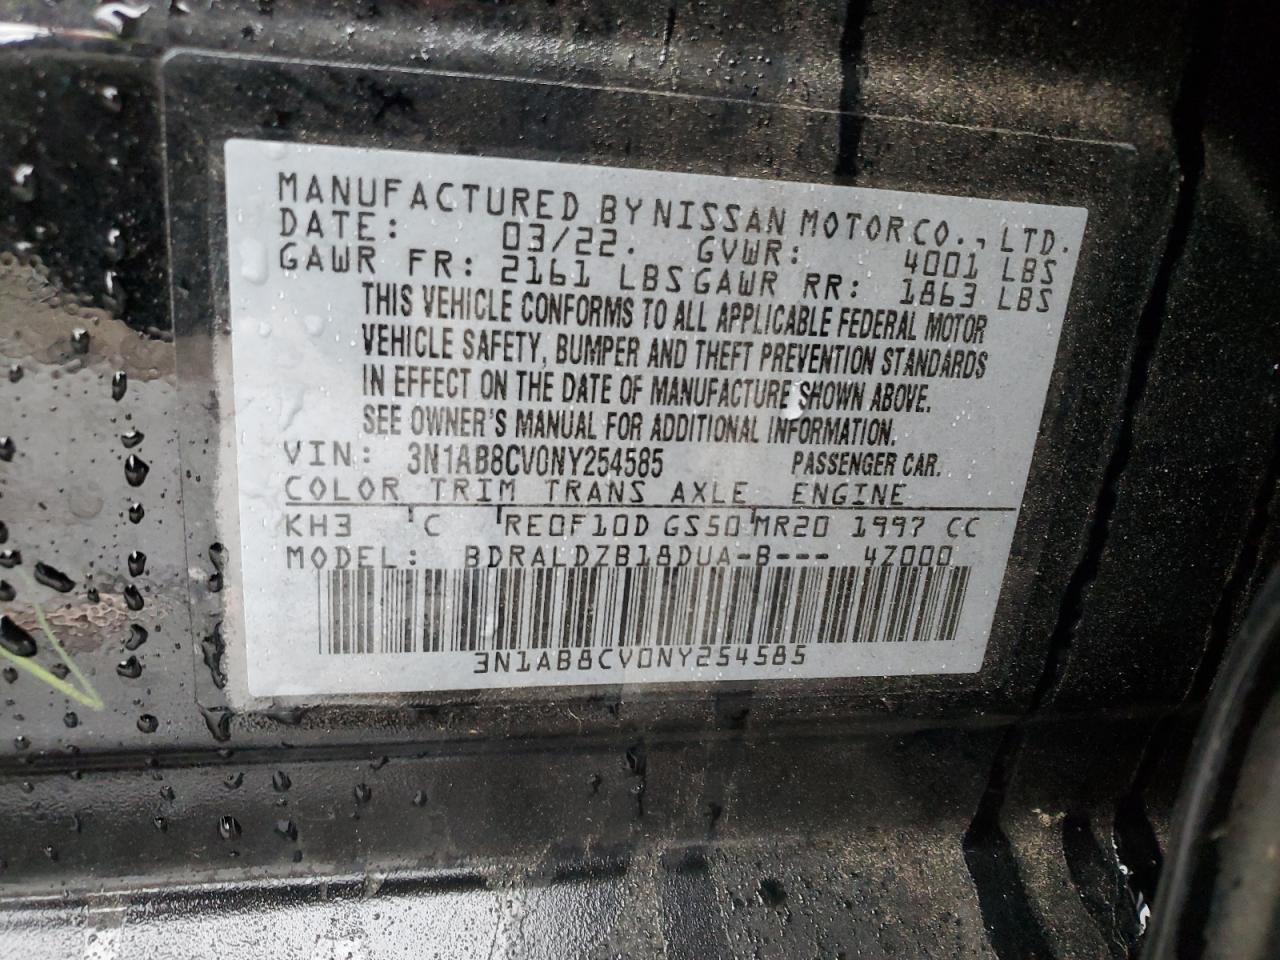 MANUFACTURED BY NISSAN MOTOR CO., LTD.
DATE: 03/22. GVWR: 4001 LBS
GAWR FR: 2161 LBS GAWR RR: 1863 LBS
THIS VEHICLE CONFORMS TO ALL APPLICABLE FEDERAL MOTOR
VEHICLE SAFETY, BUMPER AND THEFT PREVENTION STANDARDS
IN EFFECT ON THE DATE OF MANUFACTURE SHOWN ABOVE.
SEE OWNER'S MANUAL FOR ADDITIONAL INFORMATION.
VIN: 3N1AB8CV0NY254585 PASSENGER CAR.
COLOR TRIM TRANS AXLE ENGINE
KH3 C RE0F10D GS50 MR20 1997 CC
MODEL: BDRALDZB18DUA-B--- 4Z000
3N1AB8CV0NY254585